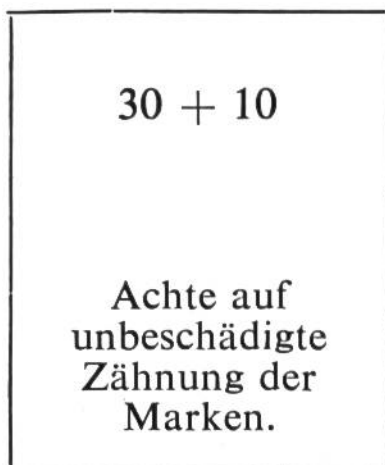 30 + 10
Achte auf
unbeschädigte
Zähnung der
Marken.